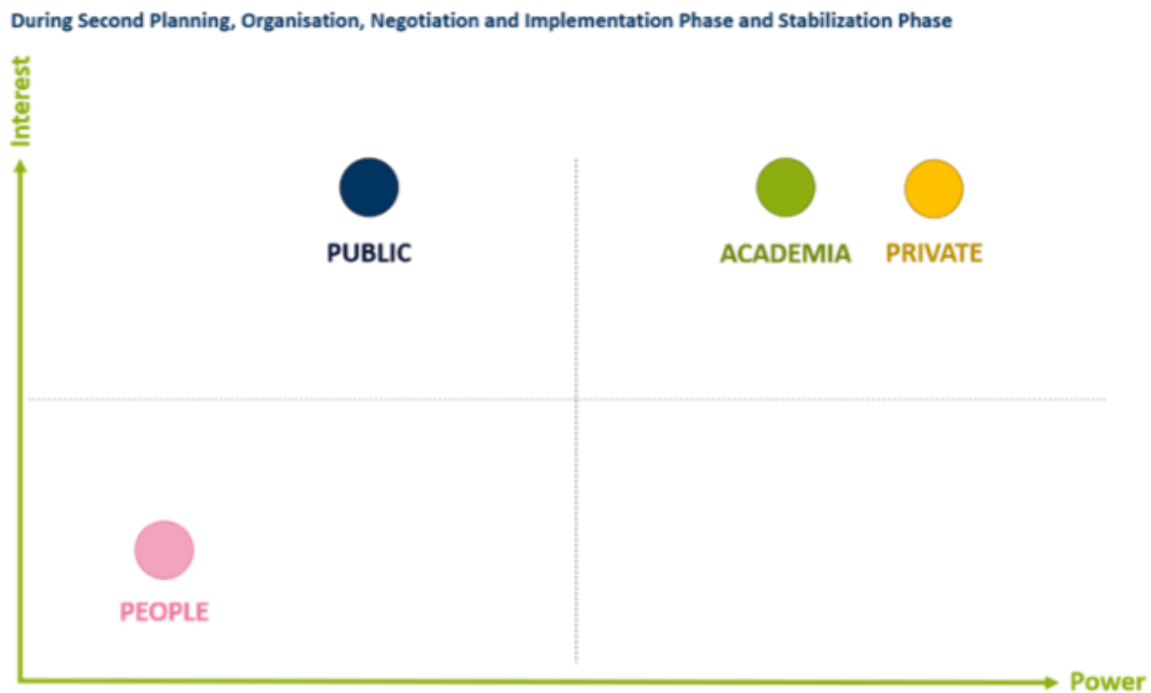 During Second Planning, Organisation, Negotiation and Implementation Phase and Stabilization Phase
Interest
PUBLIC
ACADEMIA
PRIVATE
PEOPLE
Power